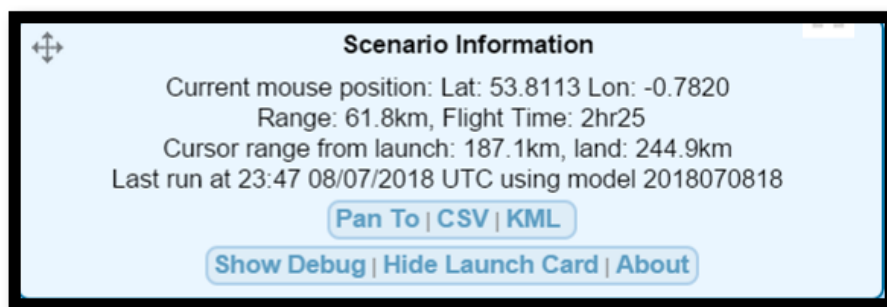 Scenario Information
Current mouse position: Lat: 53.8113 Lon: -0.7820
Range: 61.8km, Flight Time: 2hr25
Cursor range from launch: 187.1km, land: 244.9km
Last run at 23:47 08/07/2018 UTC using model 2018070818
Pan To | CSV | KML
Show Debug | Hide Launch Card | About